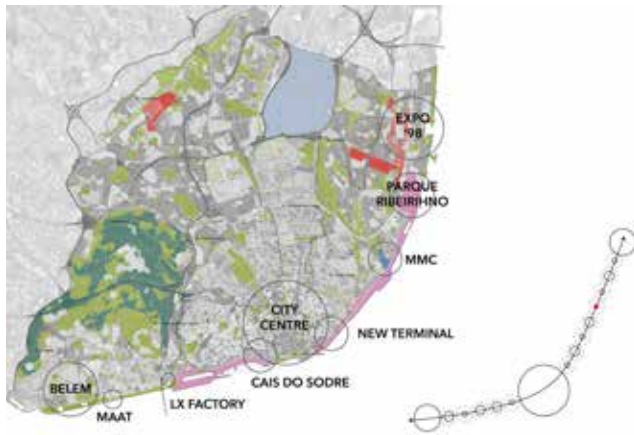 EXPO
'98
PARQUE
RIBEIRIHNO
MMC
CITY
CENTRE
NEW TERMINAL
CAIS DO SODRE
BELEM
LX FACTORY
MAAT